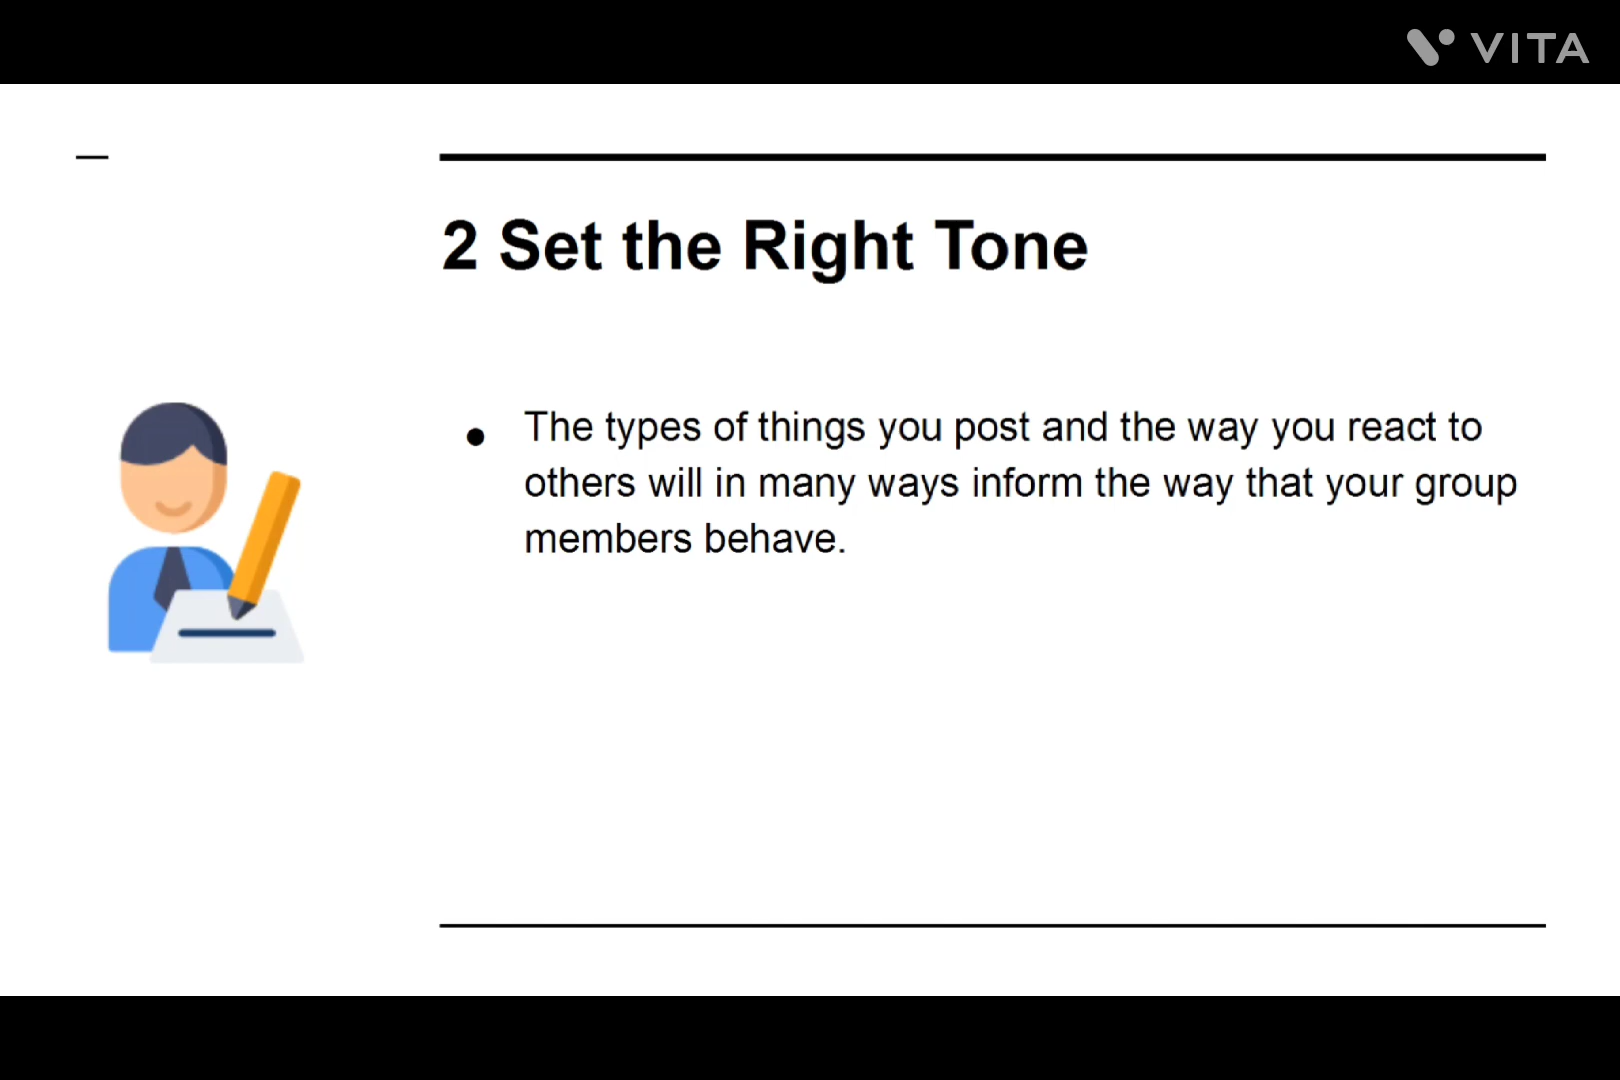 VITA
2 Set the Right Tone
● The types of things you post and the way you react to
others will in many ways inform the way that your group
members behave.